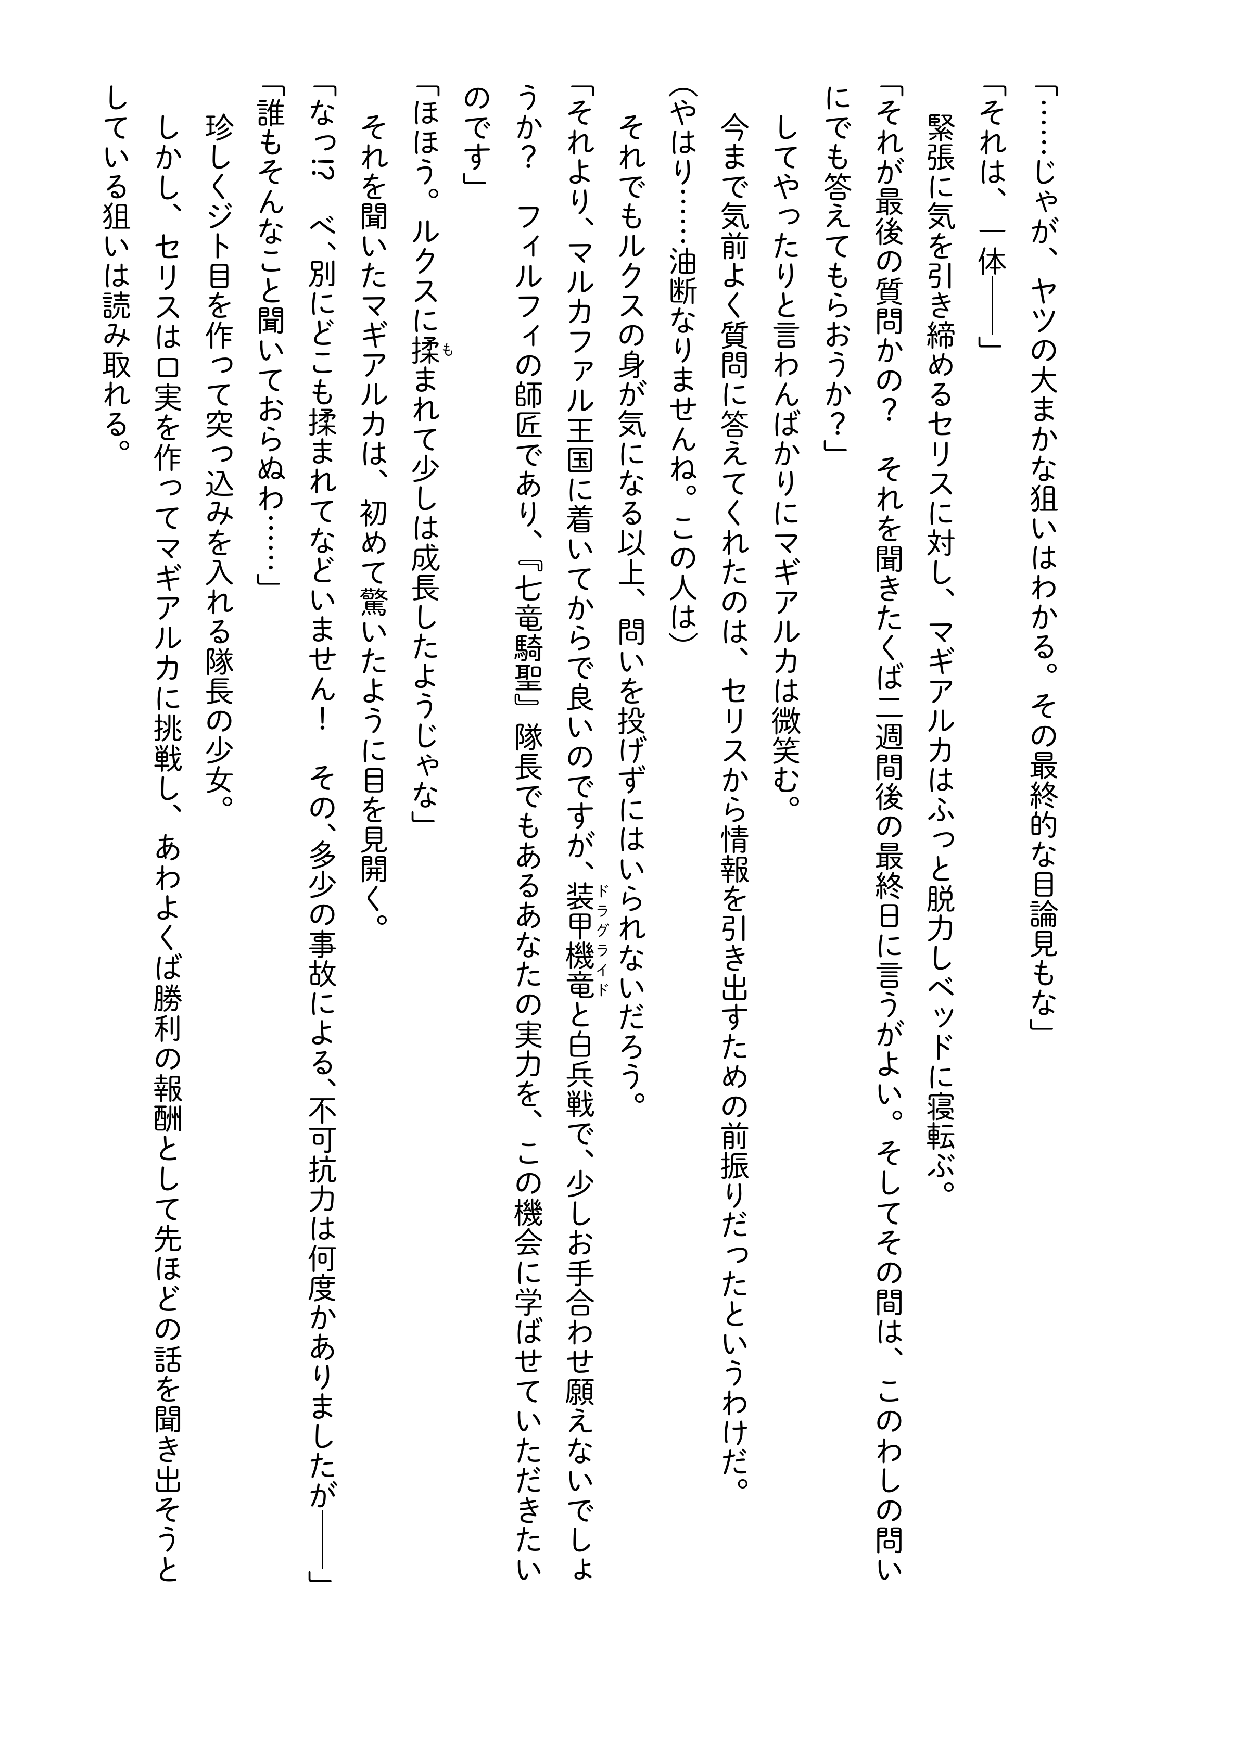 「……じゃが、ヤツの大まかな狙いはわかる。その最終的な目論見もな」
「それは、一体――」
　緊張に気を引き締めるセリスに対し、マギアルカはふっと脱力しベッドに寝転ぶ。
「それが最後の質問かの？　それを聞きたくば二週間後の最終日に言うがよい。そしてその間は、このわしの問い
にでも答えてもらおうか？」
　してやったりと言わんばかりにマギアルカは微笑む。
　今まで気前よく質問に答えてくれたのは、セリスから情報を引き出すための前振りだったというわけだ。
（やはり……油断なりませんね。この人は）
　それでもルクスの身が気になる以上、問いを投げずにはいられないだろう。
「それより、マルカファル王国に着いてからで良いのですが、装甲機竜と白兵戦で、少しお手合わせ願えないでしょ
ドラグライド
うか？　フィルフィの師匠であり、『七竜騎聖』隊長でもあるあなたの実力を、この機会に学ばせていただきたい
のです」
「ほほう。ルクスに揉まれて少しは成長したようじゃな」
も
　それを聞いたマギアルカは、初めて驚いたように目を見開く。
「なっ!?　べ、別にどこも揉まれてなどいません！　その、多少の事故による、不可抗力は何度かありましたが――」
「誰もそんなこと聞いておらぬわ……」
　珍しくジト目を作って突っ込みを入れる隊長の少女。
　しかし、セリスは口実を作ってマギアルカに挑戦し、あわよくば勝利の報酬として先ほどの話を聞き出そうと
している狙いは読み取れる。